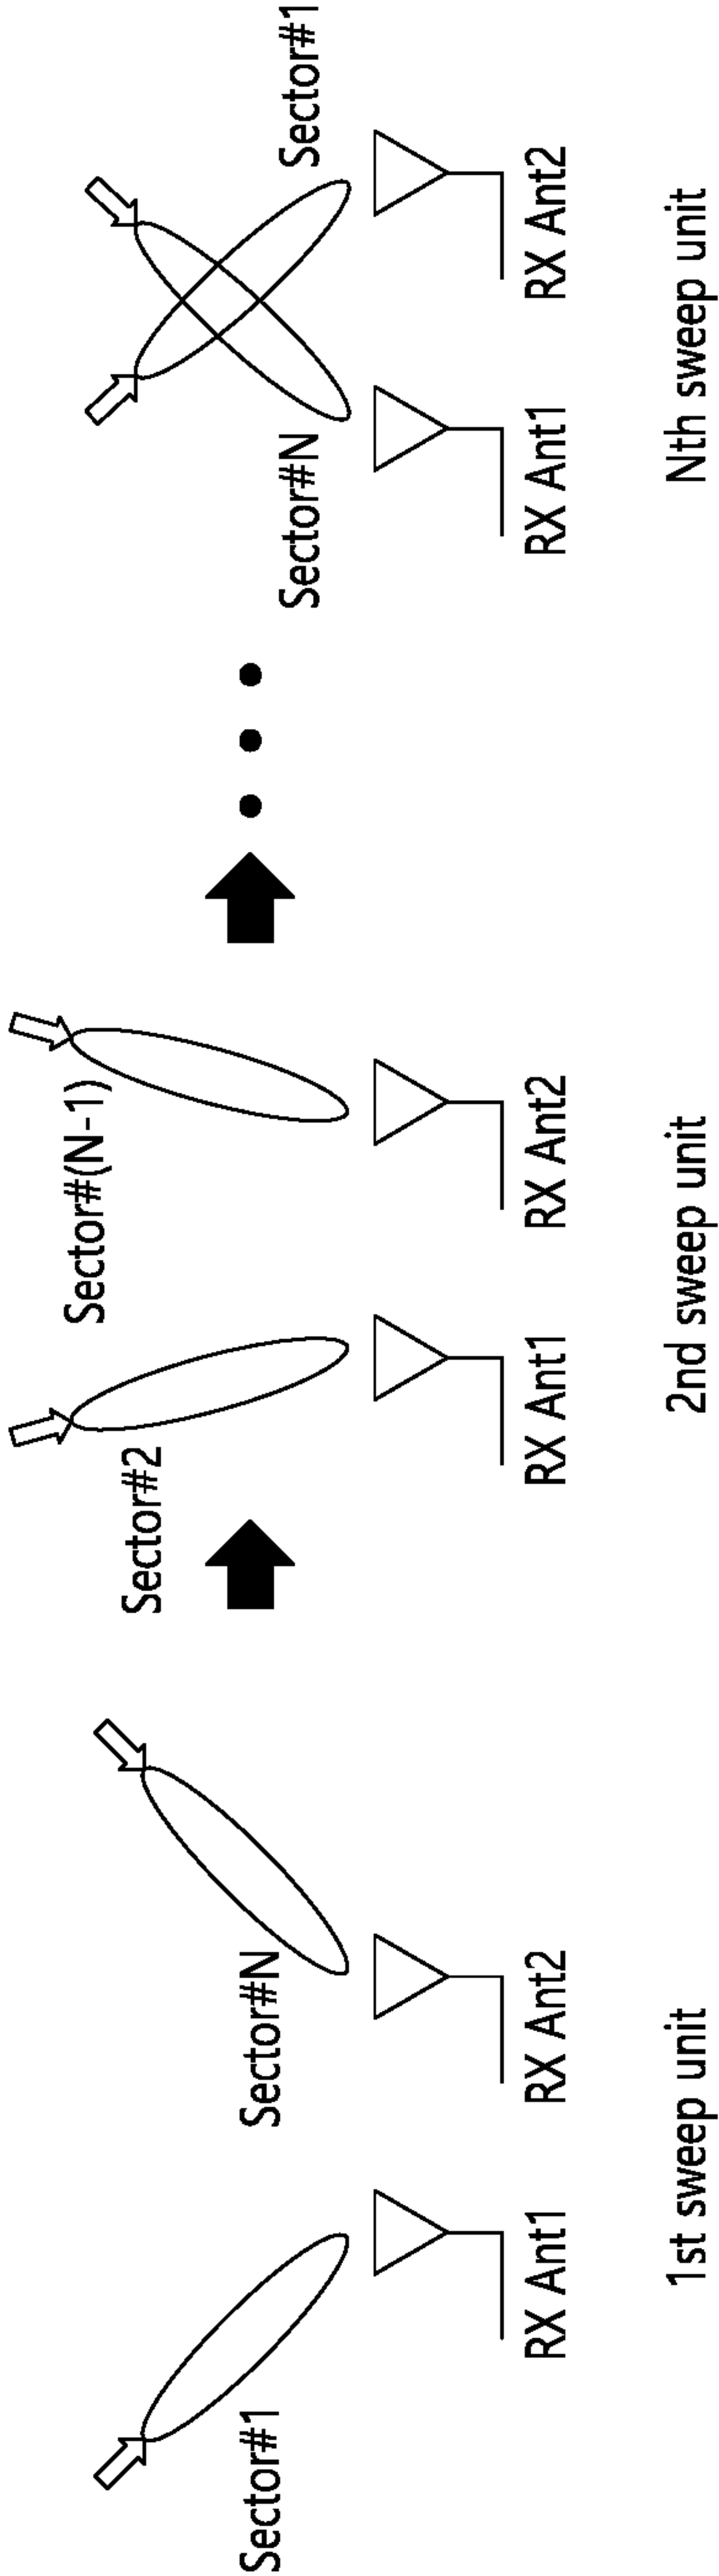 Sector#1
Sector#N
RX Ant1
RX Ant2
1st sweep unit
Sector#2
Sector#(N-1)
RX Ant1
RX Ant2
2nd sweep unit
Sector#N
Sector#1
RX Ant1
RX Ant2
Nth sweep unit